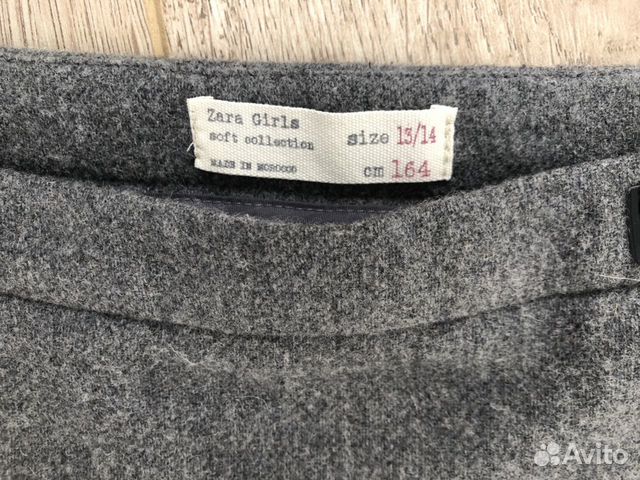 Zara Girls
soft collection
size 13/14
MADE IN MOROCCO
cm 164
Avito